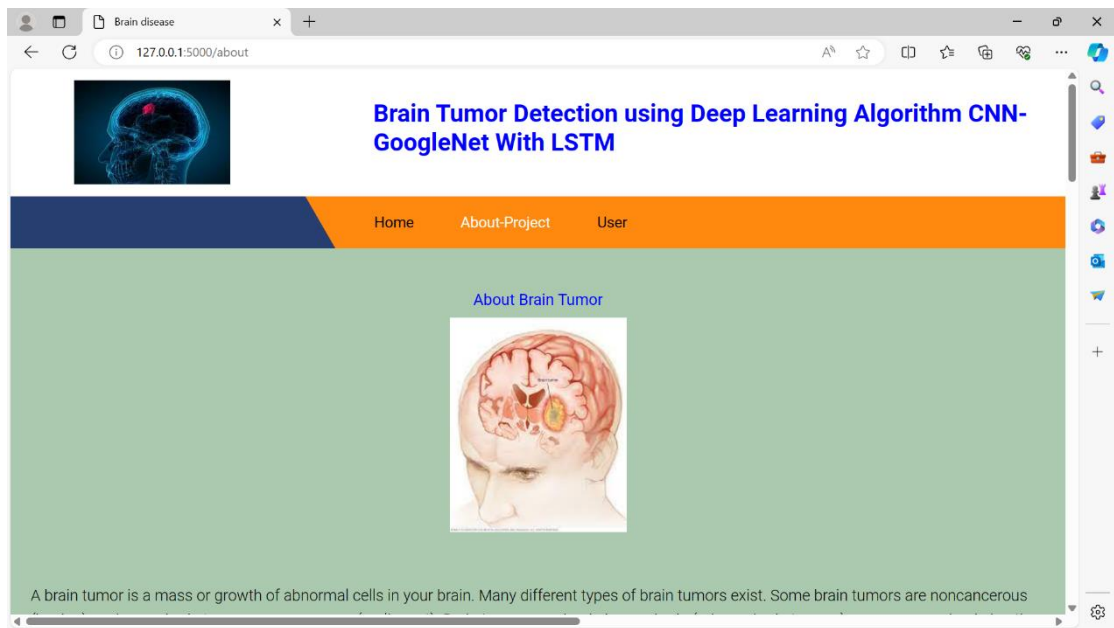 Brain disease
127.0.0.1:5000/about
Brain Tumor Detection using Deep Learning Algorithm CNN-
GoogleNet With LSTM
Home About-Project User
About Brain Tumor
A brain tumor is a mass or growth of abnormal cells in your brain. Many different types of brain tumors exist. Some brain tumors are noncancerous